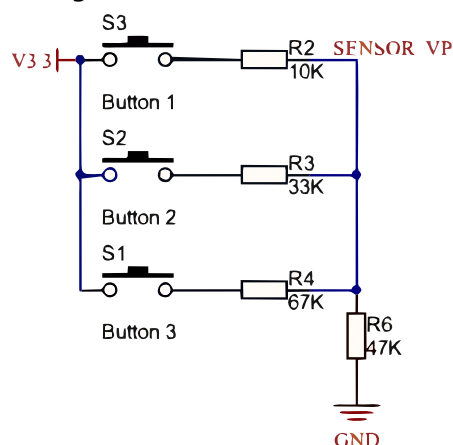 S3
V3 3
R2
SENSOR VP
10K
Button 1
S2
R3
33K
Button 2
S1
R4
67K
Button 3
R6
47K
GND